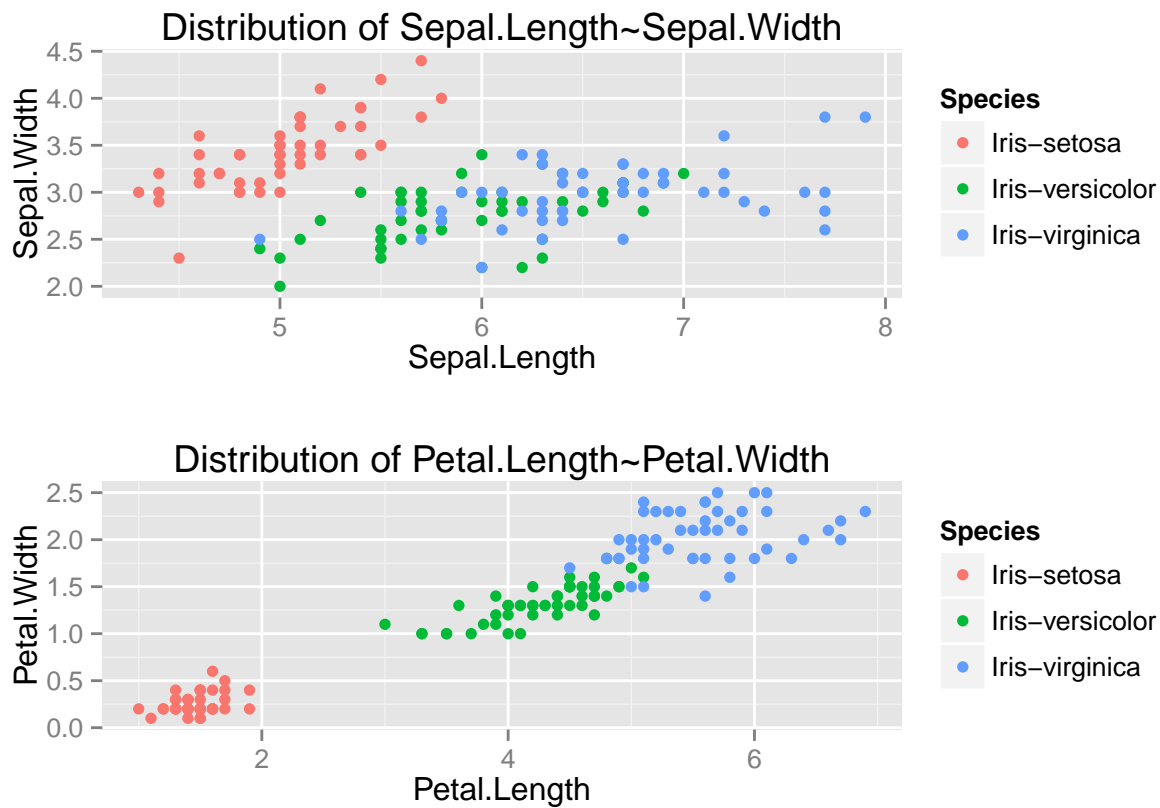 Distribution of Sepal.Length~Sepal.Width
4.5
4.0
3.5
3.0
2.5
2.0
Sepal.Width
5 6 7 8
Sepal.Length
Species
Iris−setosa
Iris−versicolor
Iris−virginica
Distribution of Petal.Length~Petal.Width
2.5
2.0
1.5
1.0
0.5
0.0
Petal.Width
2 4 6
Petal.Length
Species
Iris−setosa
Iris−versicolor
Iris−virginica